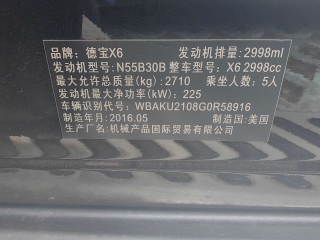 品牌：德宝X6 发动机排量：2998ml
发动机型号：N55B30B 整车型号：X6 2998cc
最大允许总质量(kg)：2710 乘坐人数：5人
发动机最大净功率(kW)：225
车辆识别代号：WBAKU2108G0R58916
制造年月：2016.05 制造国：美国
生产厂名：机械产品国际贸易有限公司